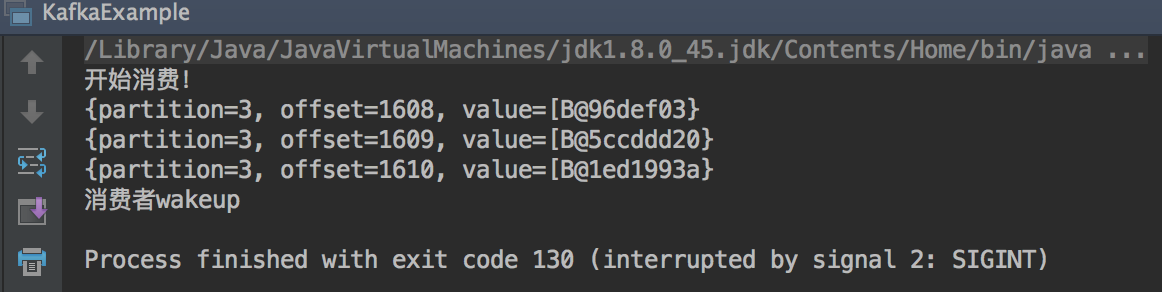 KafkaExample
/Library/Java/JavaVirtualMachines/jdk1.8.0_45.jdk/Contents/Home/bin/java ...
开始消费!
{partition=3, offset=1608, value=[B@96def03}
{partition=3, offset=1609, value=[B@5ccddd20}
{partition=3, offset=1610, value=[B@1ed1993a}
消费者wakeup
Process finished with exit code 130 (interrupted by signal 2: SIGINT)